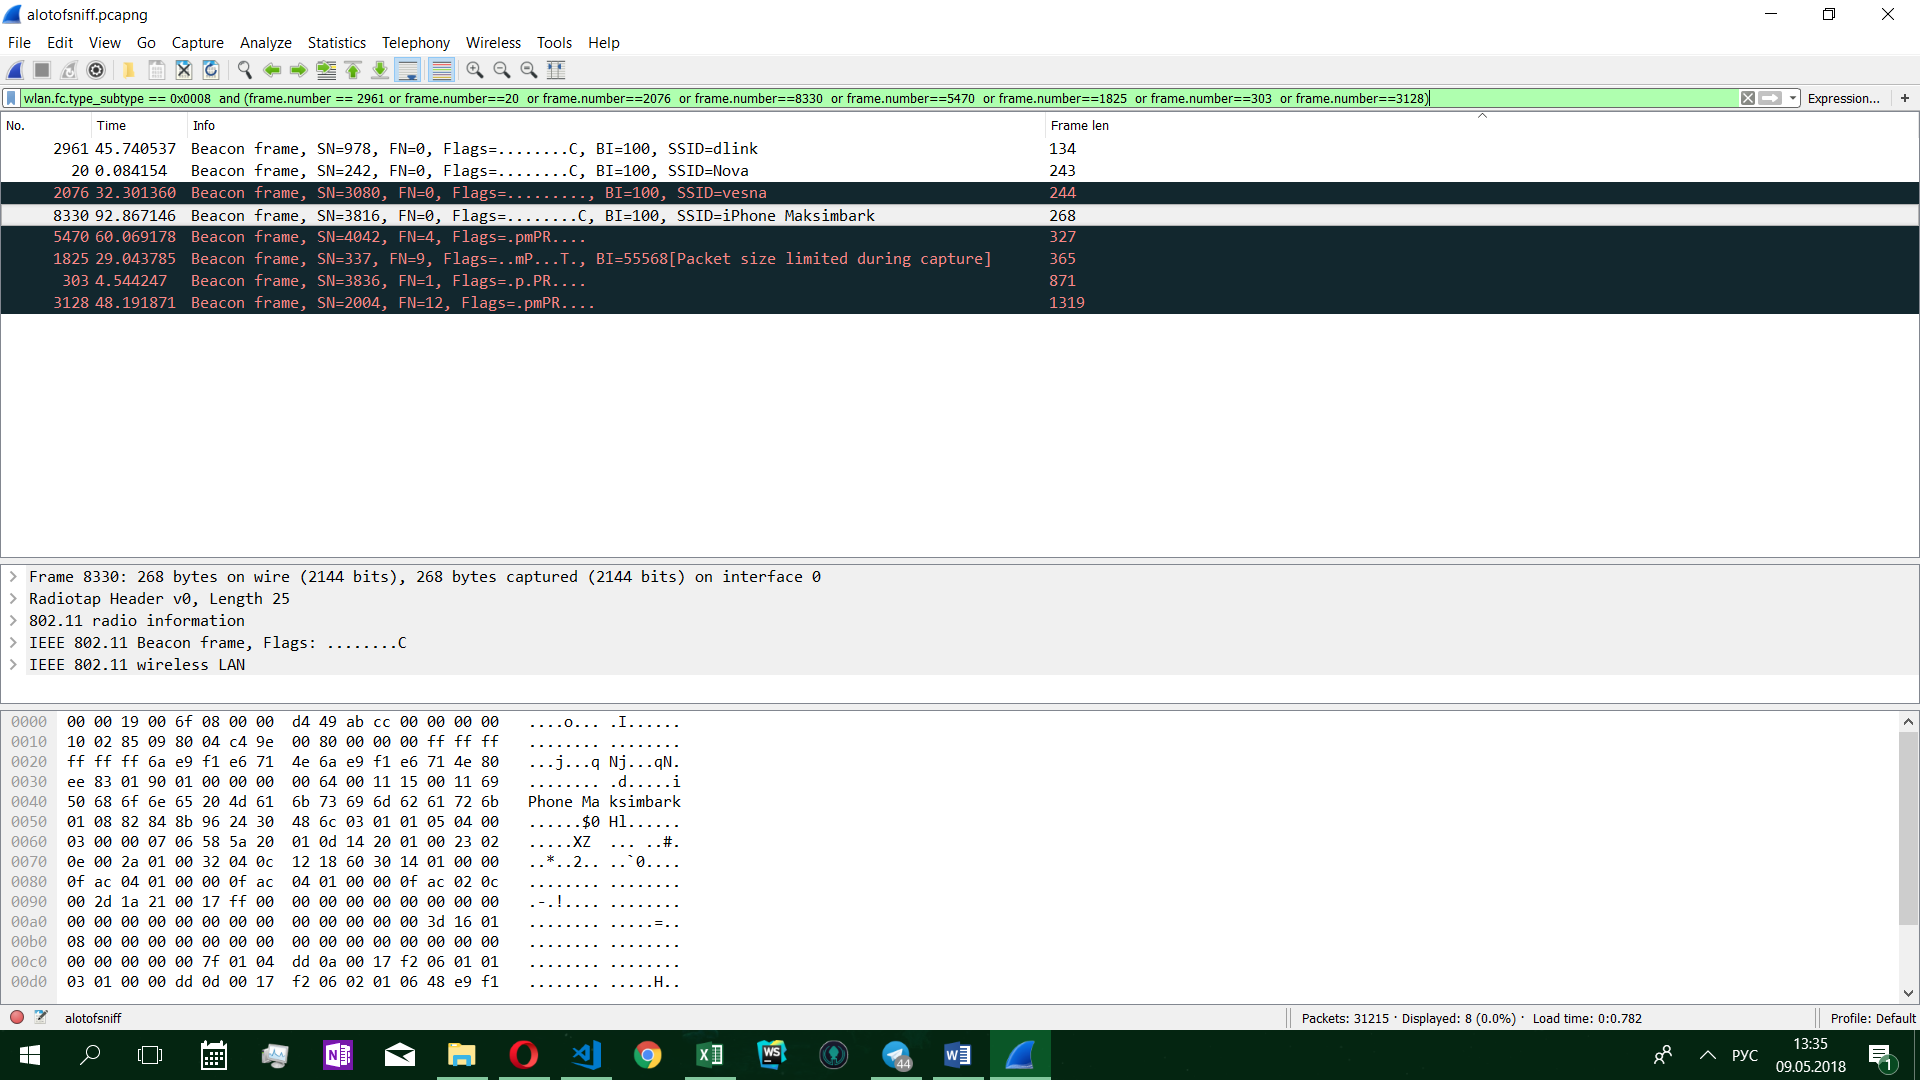 alotofsniff.pcapng
File Edit View Go Capture Analyze Statistics Telephony Wireless Tools Help
wlan.fc.type_subtype == 0x0008 and (frame.number == 2961 or frame.number==20 or frame.number==2076 or frame.number==8330 or frame.number==5470 or frame.number==1825 or frame.number==303 or frame.number==3128) Expression... +
No. Time Info Frame len
2961 45.740537 Beacon frame, SN=978, FN=0, Flags=........C, BI=100, SSID=dlink 134
20 0.084154 Beacon frame, SN=242, FN=0, Flags=........C, BI=100, SSID=Nova 243
2076 32.301360 Beacon frame, SN=3080, FN=0, Flags=........., BI=100, SSID=vesna 244
8330 92.867146 Beacon frame, SN=3816, FN=0, Flags=........C, BI=100, SSID=iPhone Maksimbark 268
5470 60.069178 Beacon frame, SN=4042, FN=4, Flags=.pmPR.... 327
1825 29.043785 Beacon frame, SN=337, FN=9, Flags=..mP...T., BI=55568[Packet size limited during capture] 365
303 4.544247 Beacon frame, SN=3836, FN=1, Flags=.p.PR.... 871
3128 48.191871 Beacon frame, SN=2004, FN=12, Flags=.pmPR.... 1319
Frame 8330: 268 bytes on wire (2144 bits), 268 bytes captured (2144 bits) on interface 0
Radiotap Header v0, Length 25
802.11 radio information
IEEE 802.11 Beacon frame, Flags: ........C
IEEE 802.11 wireless LAN
0000 00 00 19 00 6f 08 00 00 d4 49 ab cc 00 00 00 00 ....o... .I......
0010 10 02 85 09 80 04 c4 9e 00 80 00 00 00 ff ff ff ........ ........
0020 ff ff ff 6a e9 f1 e6 71 4e 6a e9 f1 e6 71 4e 80 ...j...q Nj...qN.
0030 ee 83 01 90 01 00 00 00 00 64 00 11 15 00 11 69 ........ .d.....i
0040 50 68 6f 6e 65 20 4d 61 6b 73 69 6d 62 61 72 6b Phone Ma ksimbark
0050 01 08 82 84 8b 96 24 30 48 6c 03 01 01 05 04 00 ......$0 Hl......
0060 03 00 00 07 06 58 5a 20 01 0d 14 20 01 00 23 02 .....XZ ... ..#.
0070 0e 00 2a 01 00 32 04 0c 12 18 60 30 14 01 00 00 ..*..2.. ..`0....
0080 0f ac 04 01 00 00 0f ac 04 01 00 00 0f ac 02 0c ........ ........
0090 00 2d 1a 21 00 17 ff 00 00 00 00 00 00 00 00 00 .-.!.... ........
00a0 00 00 00 00 00 00 00 00 00 00 00 00 00 3d 16 01 ........ .....=..
00b0 08 00 00 00 00 00 00 00 00 00 00 00 00 00 00 00 ........ ........
00c0 00 00 00 00 00 7f 01 04 dd 0a 00 17 f2 06 01 01 ........ ........
00d0 03 01 00 00 dd 0d 00 17 f2 06 02 01 06 48 e9 f1 ........ .....H..
alotofsniff Packets: 31215 · Displayed: 8 (0.0%) · Load time: 0:0.782 Profile: Default
N WS 44 РУС 13:35 1
09.05.2018